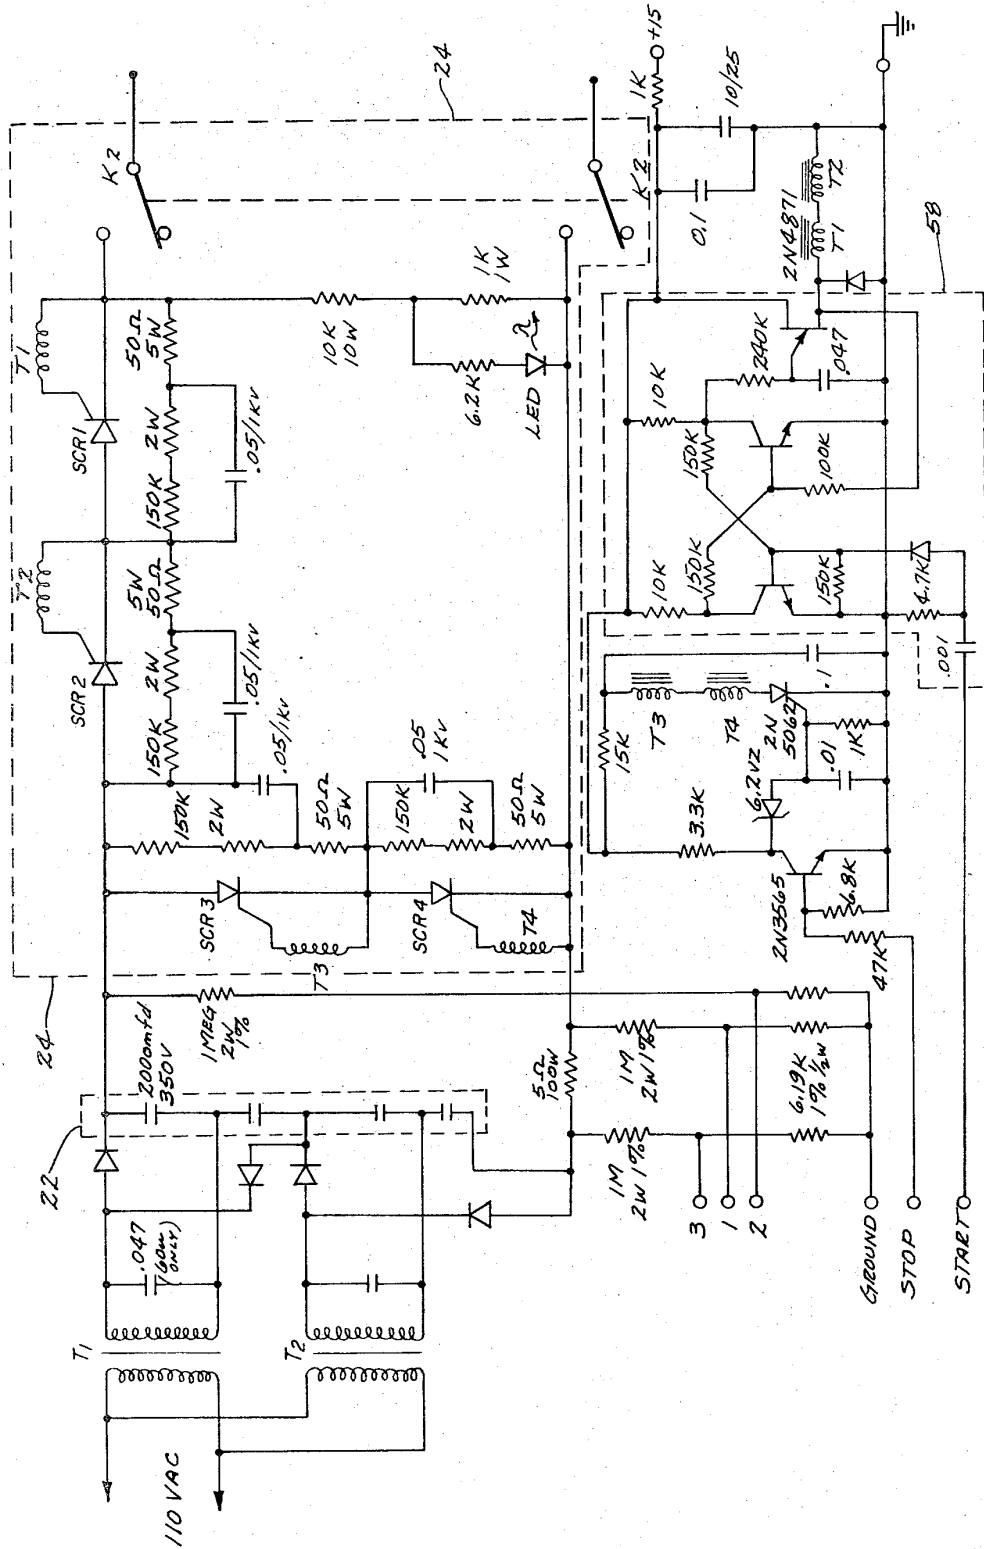 24
K2
T1
SCR1
50Ω
5W
2W
150K
.05/1KV
T2
SCR2
5W
50Ω
2W
150K
.05/1KV
.05/1KV
150K
2W
50Ω
5W
.05
1KV
150K
2W
50Ω
5W
SCR3
T3
SCR4
T4
10K
10W
1K
1W
6.2K
LED
λ
K2
24
22
2000mfd
350V
1MEG
2W
1%
.047
(60~
ONLY)
T1
T2
110 VAC
5Ω
100W
1M
2W 1%
1M
2W 1%
6.19K
1% ½W
3
1
2
GROUND
STOP
START
+15
1K
10/25
0.1
2N4871
T1
T2
58
240K
.047
10K
150K
100K
10K
150K
150K
4.7K
.001
.1
15K
T3
T4
2N
5062
6.2VZ
.01
1K
3.3K
2N3565
6.8K
47K